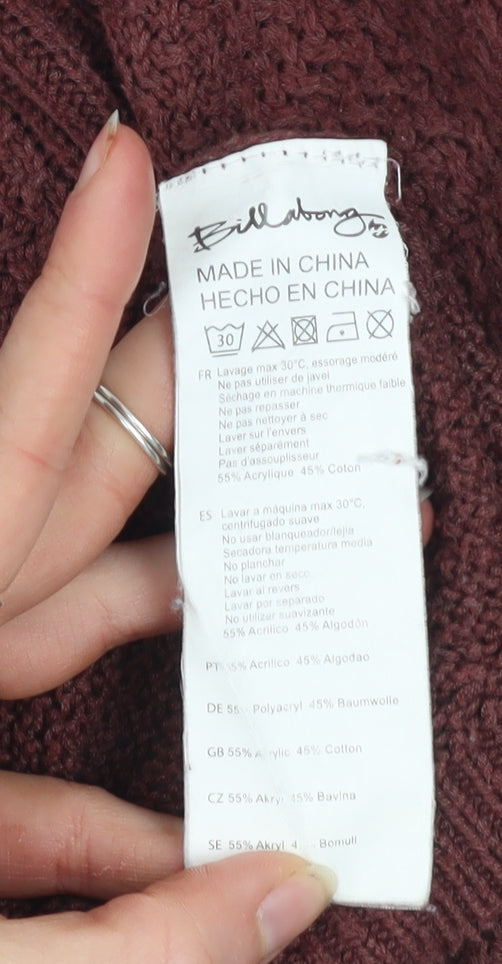 Billabong
MADE IN CHINA
HECHO EN CHINA
30
FR Lavage max 30°C, essorage modéré
Ne pas utiliser de javel
Séchage en machine thermique faible
Ne pas repasser
Ne pas nettoyer à sec
Laver sur l'envers
Laver séparément
Pas d'assouplisseur
55% Acrylique 45% Coton
ES Lavar a máquina max 30°C,
centrifugado suave
No usar blanqueador/lejia
Secadora temperatura media
No planchar
No lavar en seco
Lavar al revers
Lavar por separado
No utilizar suavizante
55% Acrilico 45% Algodón
PT 55% Acrilico 45% Algodao
DE 55 Polyacryl 45% Baumwolle
GB 55% 45% Cotton
CZ 55% Akryl 45% Bavlna
SE 55% Akryl Bomull